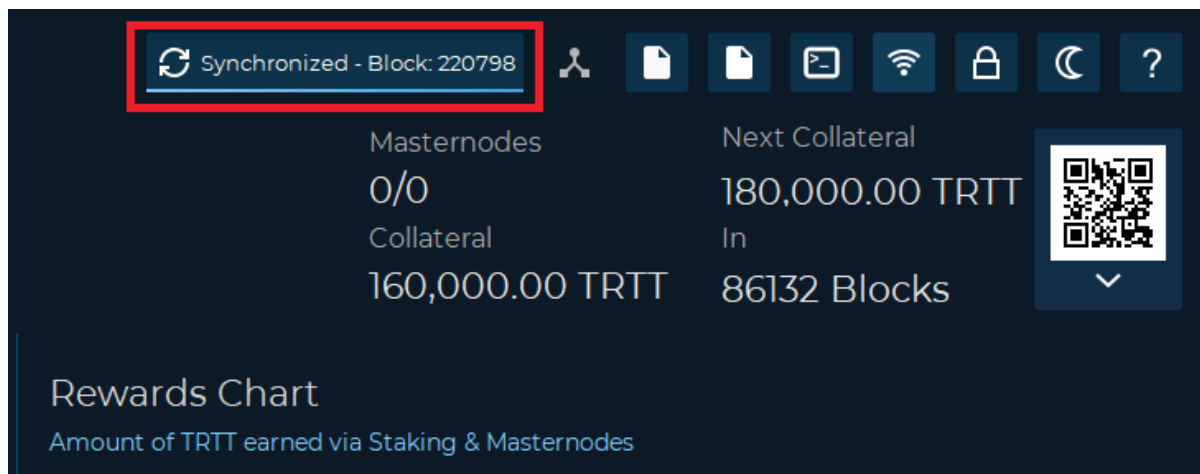 Synchronized - Block: 220798
?
Masternodes
0/0
Collateral
160,000.00 TRTT
Next Collateral
180,000.00 TRTT
In
86132 Blocks
Rewards Chart
Amount of TRTT earned via Staking & Masternodes